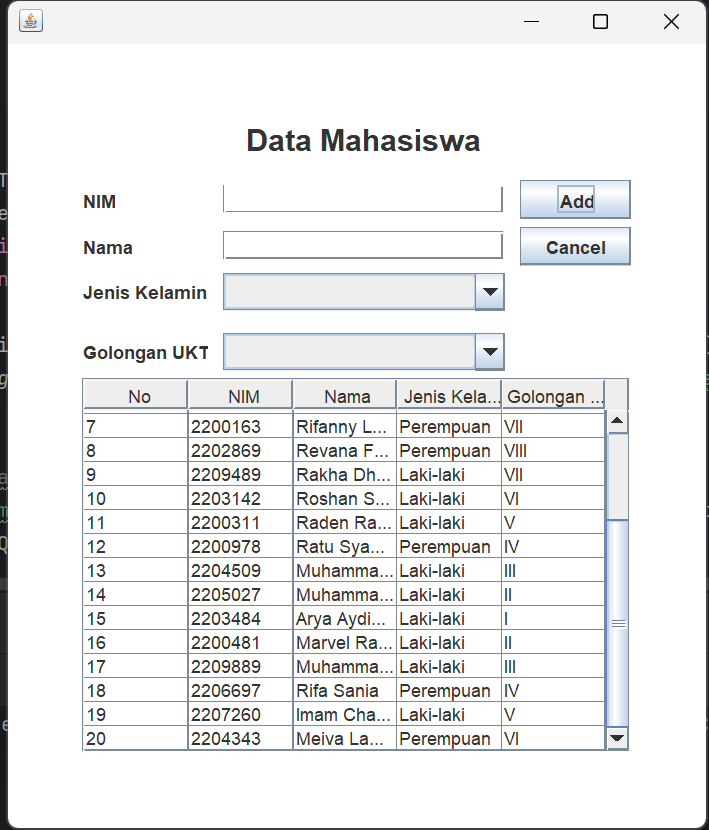 Data Mahasiswa
NIM Add
Nama Cancel
Jenis Kelamin
Golongan UKT
No NIM Nama Jenis Kela... Golongan ...
7 2200163 Rifanny L... Perempuan VII
8 2202869 Revana F... Perempuan VIII
9 2209489 Rakha Dh... Laki-laki VII
10 2203142 Roshan S... Laki-laki VI
11 2200311 Raden Ra... Laki-laki V
12 2200978 Ratu Sya... Perempuan IV
13 2204509 Muhamma... Laki-laki III
14 2205027 Muhamma... Laki-laki II
15 2203484 Arya Aydi... Laki-laki I
16 2200481 Marvel Ra... Laki-laki II
17 2209889 Muhamma... Laki-laki III
18 2206697 Rifa Sania Perempuan IV
19 2207260 Imam Cha... Laki-laki V
20 2204343 Meiva La... Perempuan VI